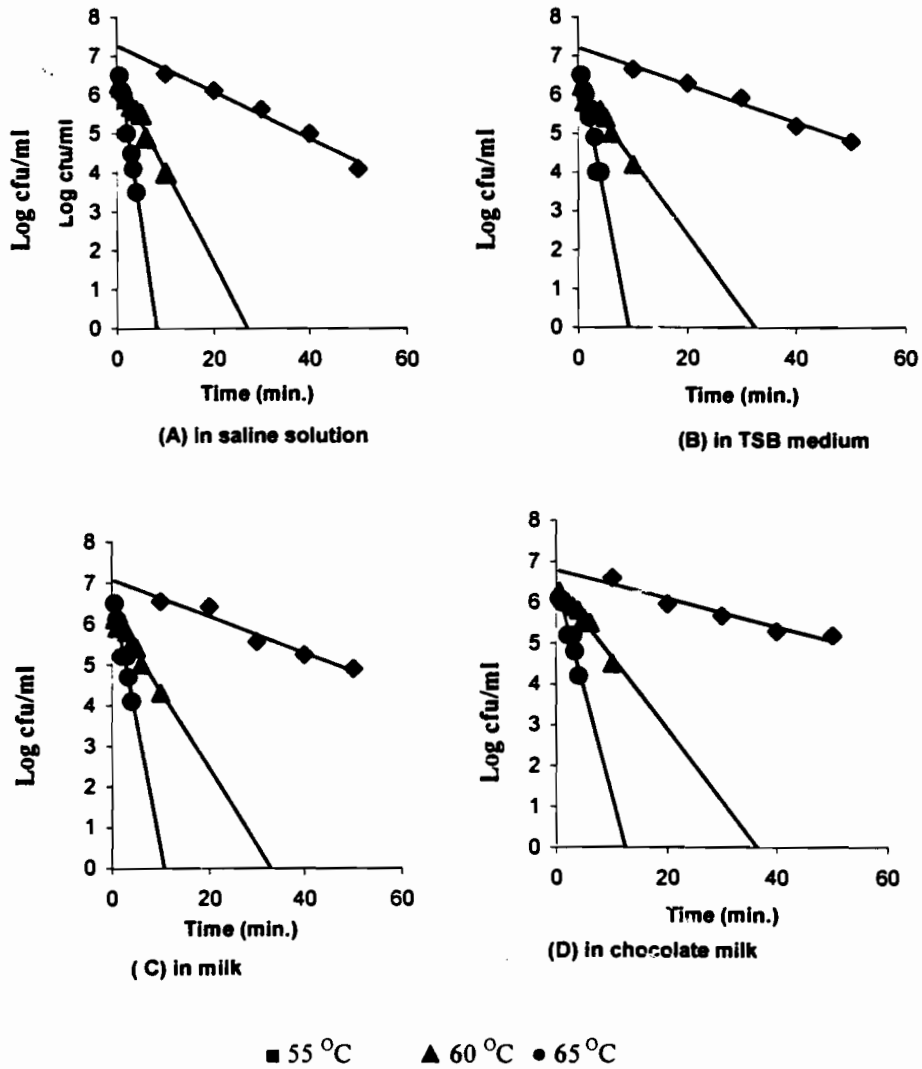 8
7
6
5
4
3
2
1
0
Log cfu/ml
Log cfu/ml
0 20 40 60
Time (min.)
(A) in saline solution
8
7
6
5
4
3
2
1
0
Log cfu/ml
0 20 40 60
Time (min.)
(B) in TSB medium
8
7
6
5
4
3
2
1
0
Log cfu/ml
0 20 40 60
Time (min.)
( C) in milk
8
7
6
5
4
3
2
1
0
Log cfu/ml
0 20 40 60
Time (min.)
(D) in chocolate milk
■ 55 °C ▲ 60 °C ● 65 °C